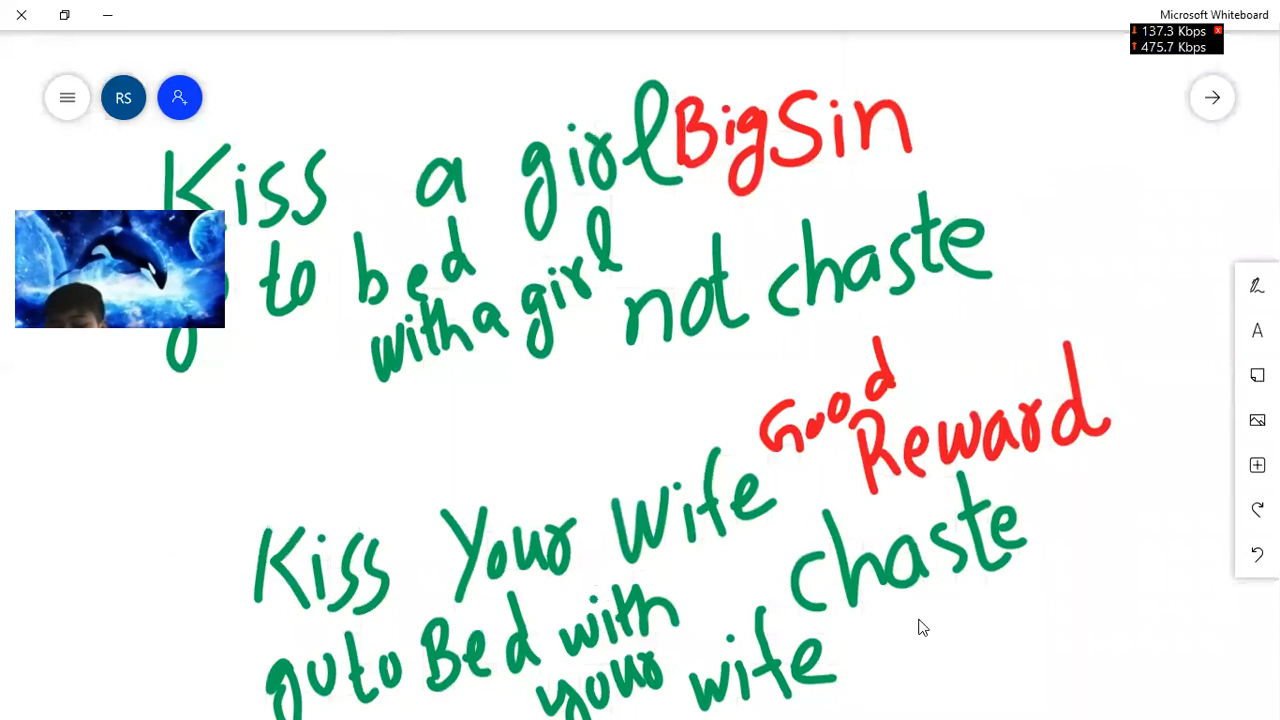 Microsoft Whiteboard
137.3 Kbps
475.7 Kbps
RS
Kiss a girl Big Sin
to bed
with a girl not chaste
Good
Reward
Kiss Your Wife
chaste
go to Bed with
your wife